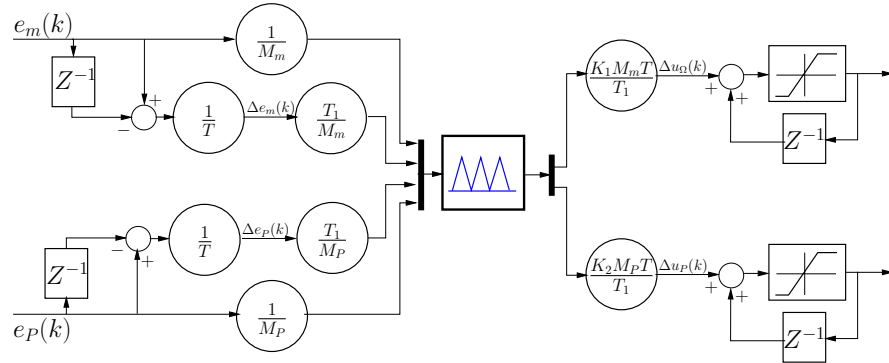 e_m(k)
1/M_m
Z^{-1}
+
−
1/T
Δe_m(k)
T_1/M_m
K_1 M_m T/T_1
Δu_Ω(k)
+
+
Z^{-1}
1/T
Δe_P(k)
T_1/M_P
−
+
Z^{-1}
K_2 M_P T/T_1
Δu_P(k)
+
+
Z^{-1}
e_P(k)
1/M_P